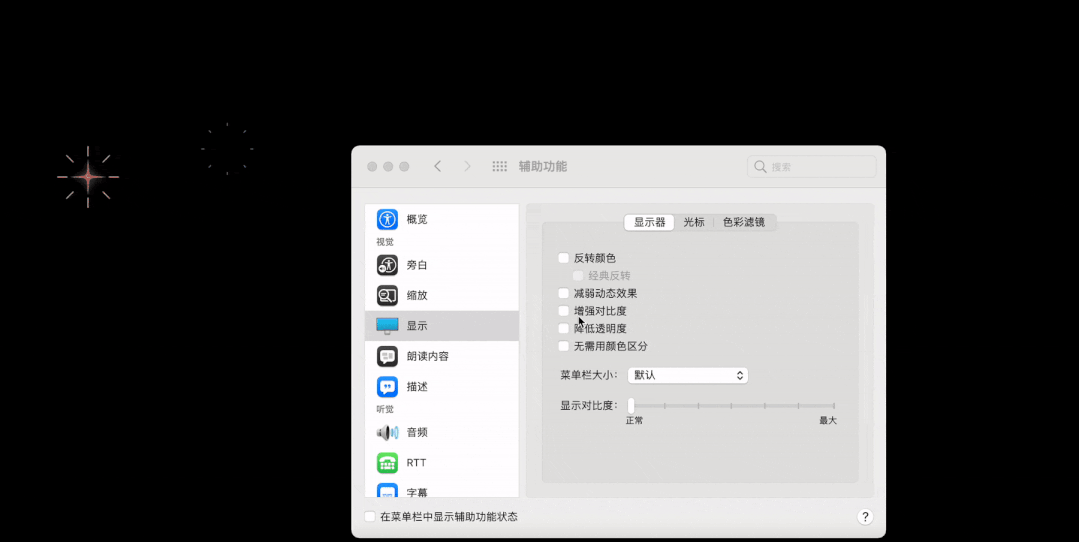 辅助功能
搜索
概览
视觉
旁白
缩放
显示
朗读内容
描述
听觉
音频
RTT
字幕
显示器 光标 色彩滤镜
反转颜色
经典反转
减弱动态效果
增强对比度
降低透明度
无需用颜色区分
菜单栏大小: 默认
显示对比度:
正常 最大
在菜单栏中显示辅助功能状态
?